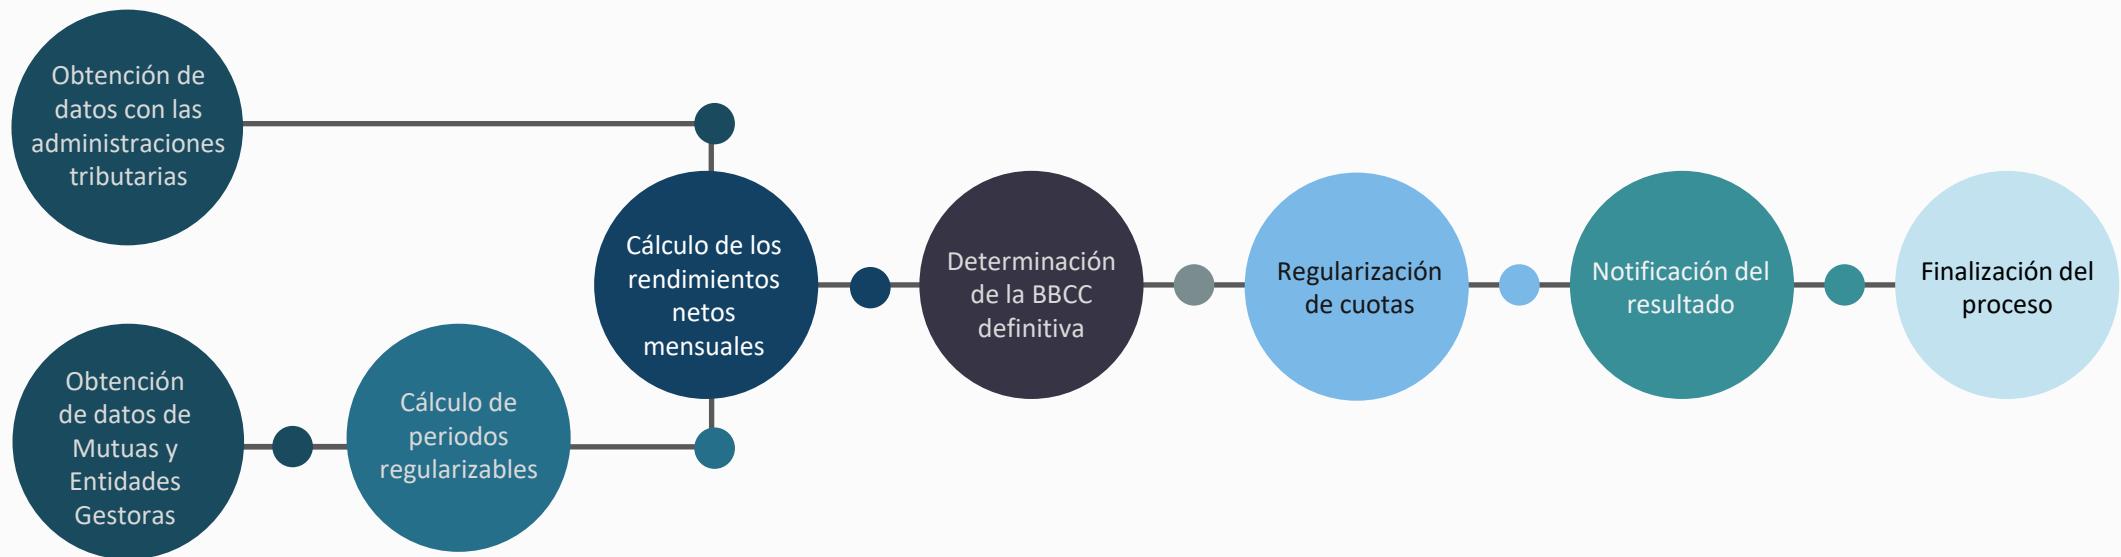 Obtención de
datos con las
administraciones
tributarias
Obtención
de datos de
Mutuas y
Entidades
Gestoras
Cálculo de
periodos
regularizables
Cálculo de los
rendimientos
netos
mensuales
Determinación
de la BBCC
definitiva
Regularización
de cuotas
Notificación del
resultado
Finalización del
proceso